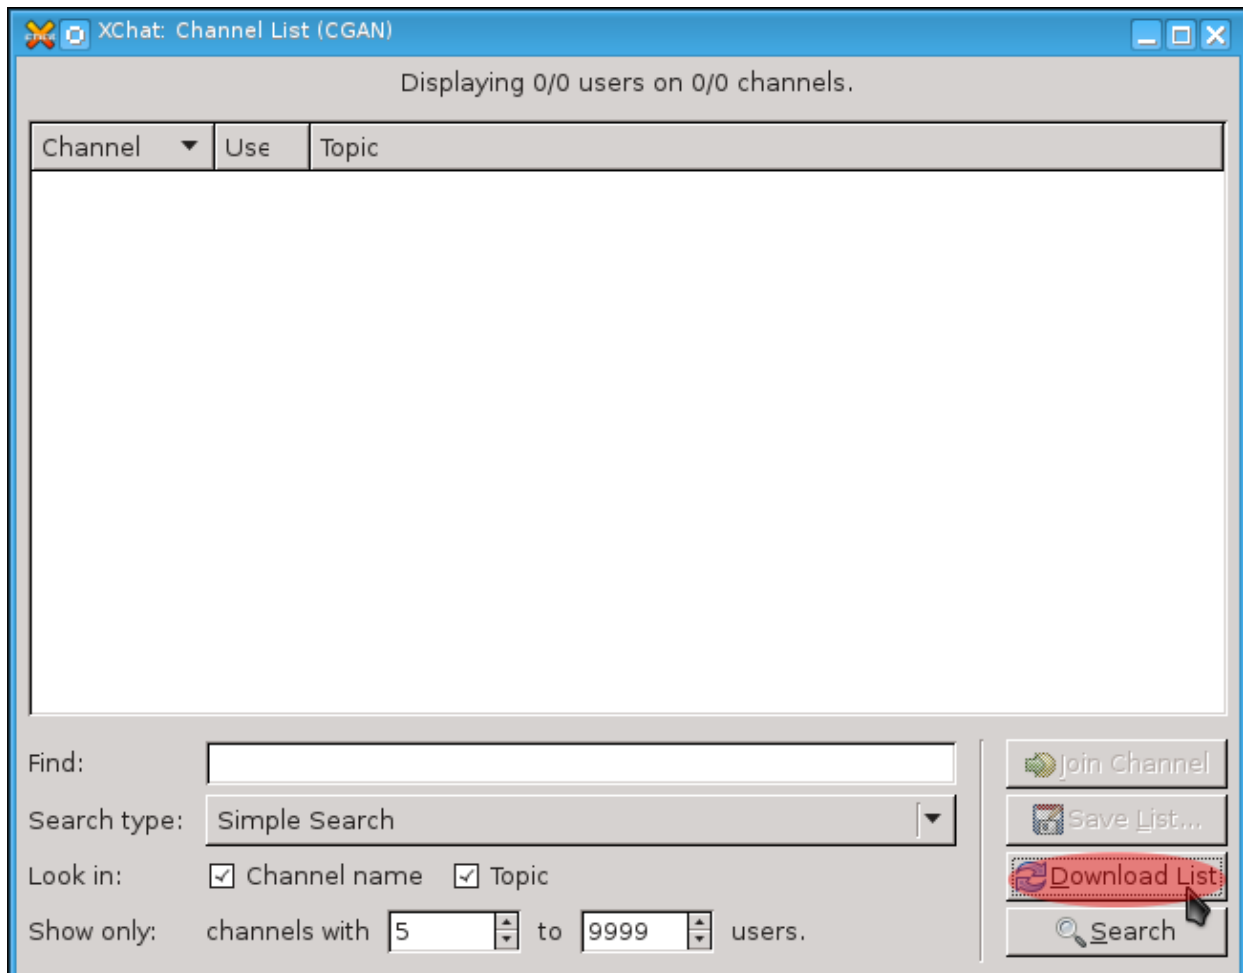 XChat: Channel List (CGAN)
Displaying 0/0 users on 0/0 channels.
Channel Use Topic
Find:
Join Channel
Search type: Simple Search
Save List...
Look in: Channel name Topic
Download List
Show only: channels with 5 to 9999 users.
Search